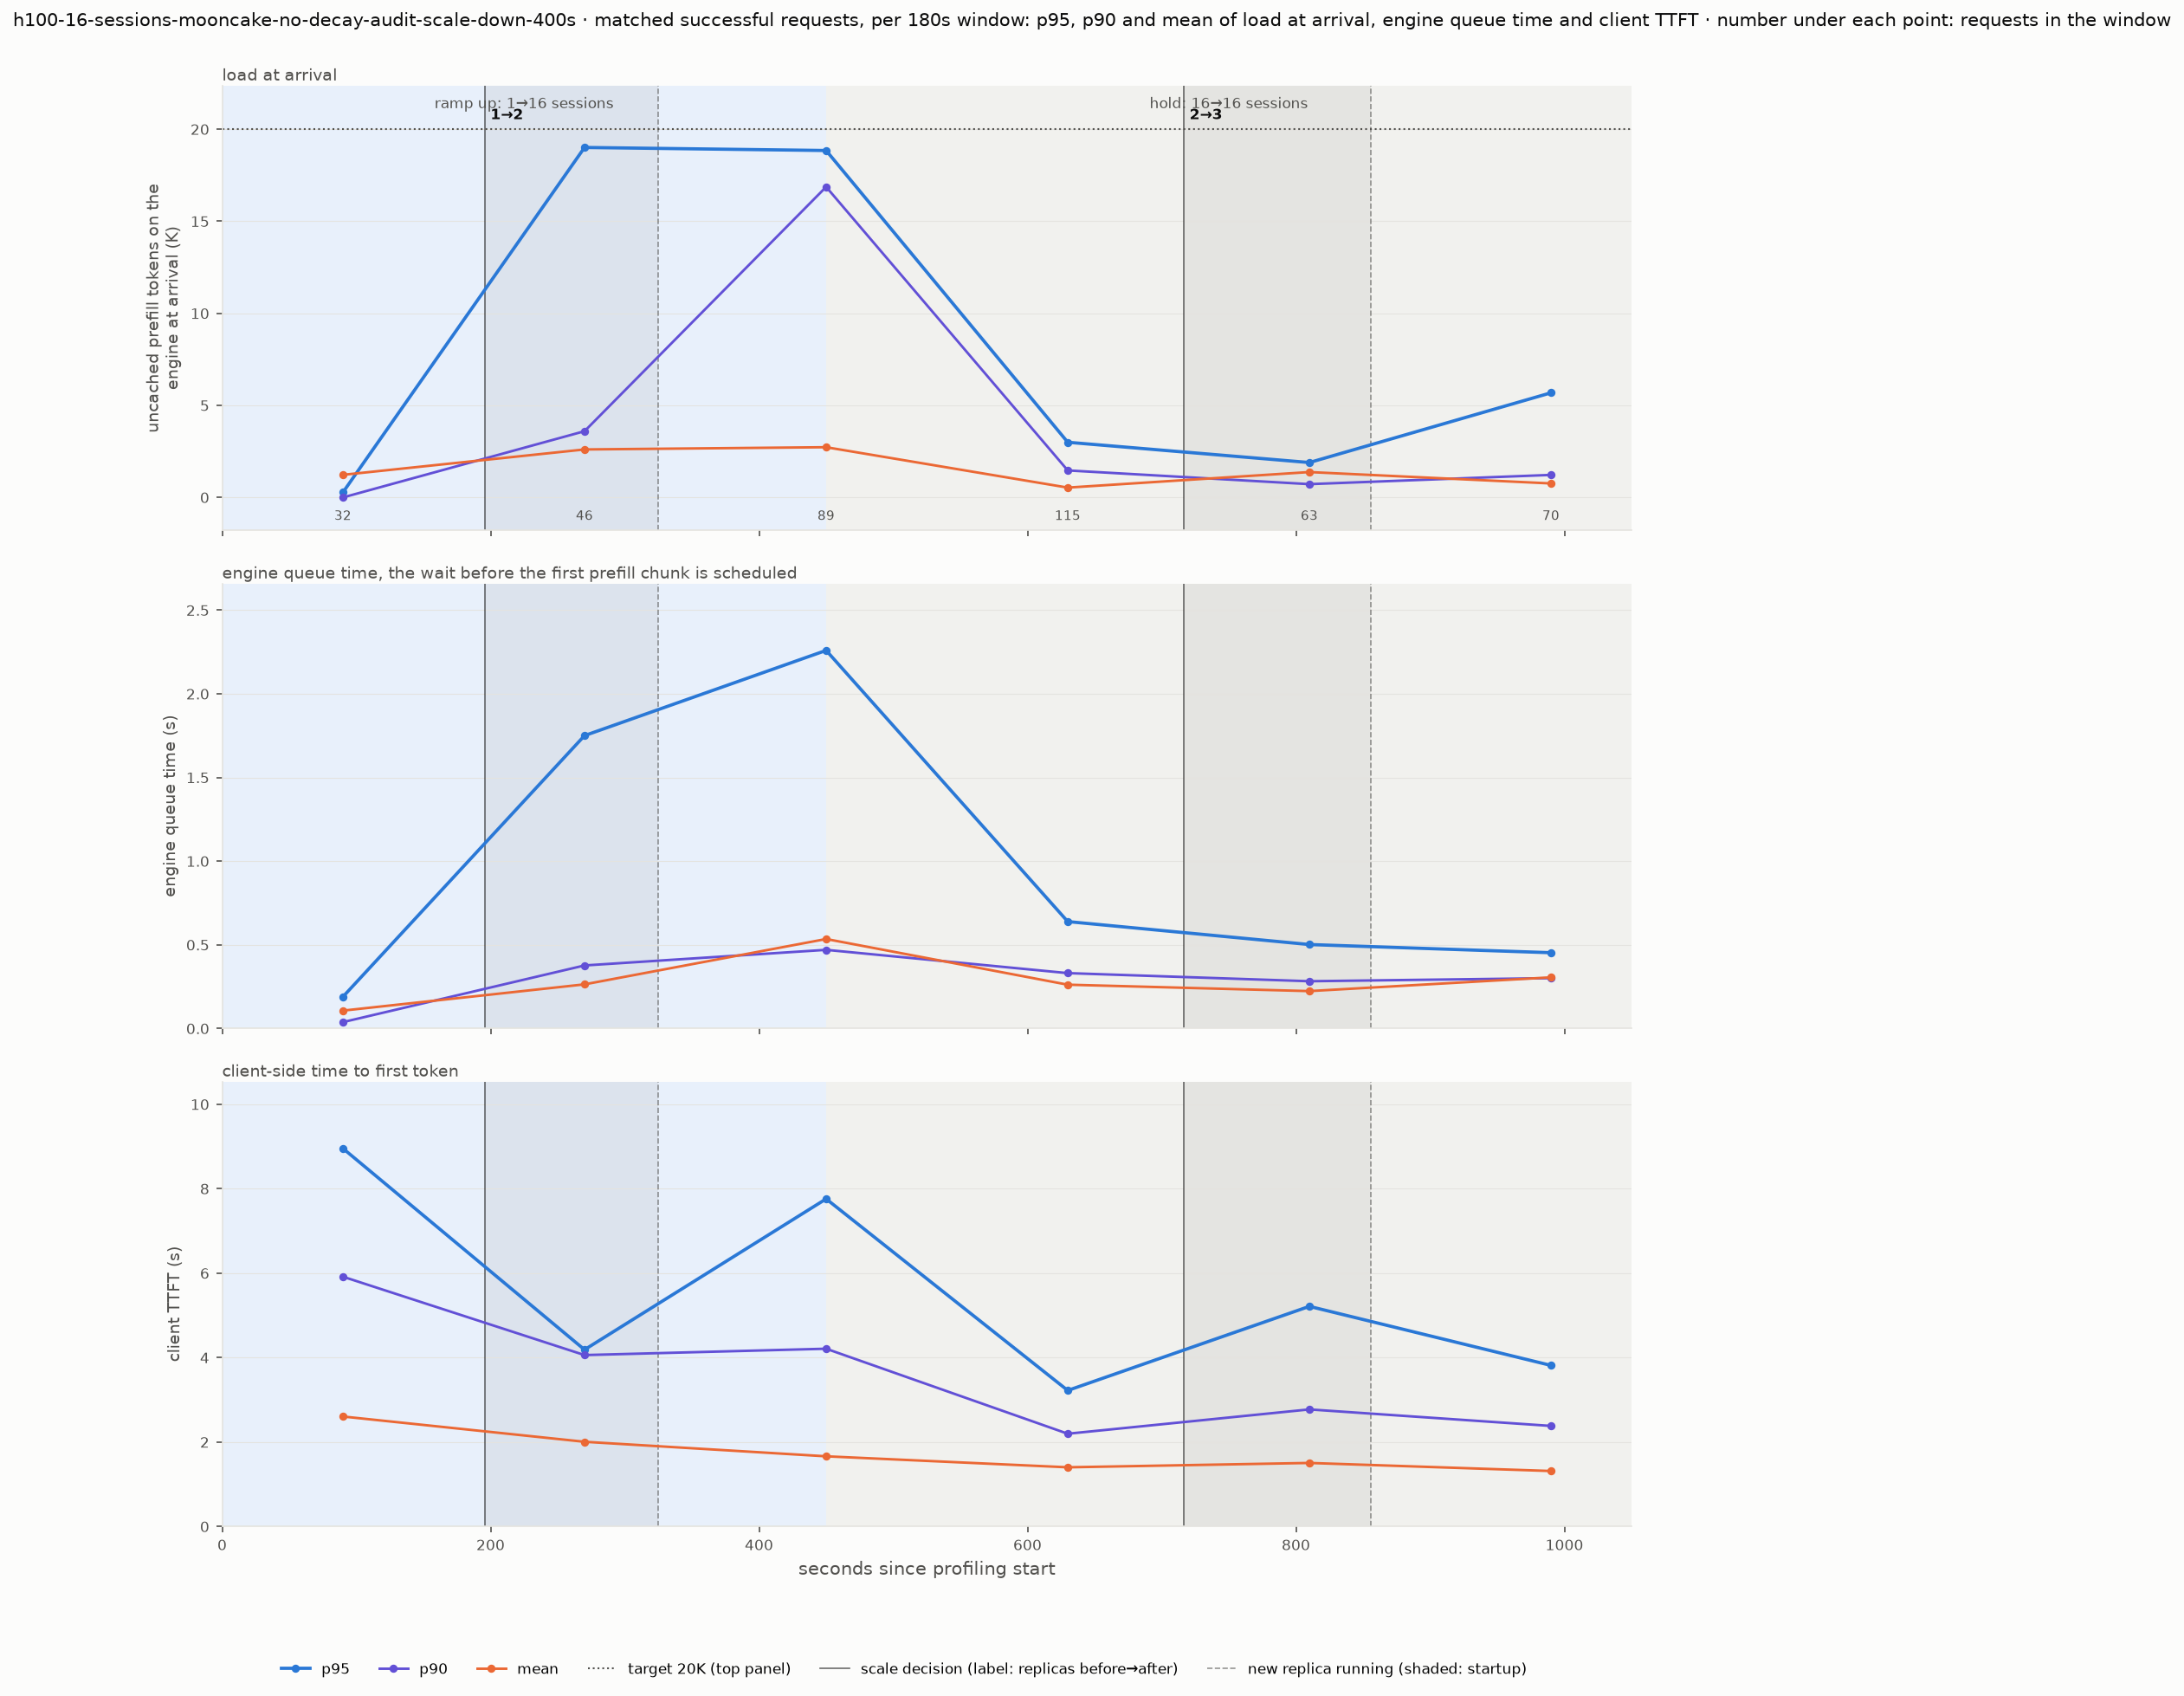 h100-16-sessions-mooncake-no-decay-audit-scale-down-400s · matched successful requests, per 180s window: p95, p90 and mean of load at arrival, engine queue time and client TTFT · number under each point: requests in the window
load at arrival
ramp up: 1→16 sessions
hold: 16→16 sessions
1→2
2→3
uncached prefill tokens on the
engine at arrival (K)
20
15
10
5
0
32 46 89 115 63 70
engine queue time, the wait before the first prefill chunk is scheduled
engine queue time (s)
2.5
2.0
1.5
1.0
0.5
0.0
client-side time to first token
client TTFT (s)
10
8
6
4
2
0
0 200 400 600 800 1000
seconds since profiling start
p95 p90 mean target 20K (top panel) scale decision (label: replicas before→after) new replica running (shaded: startup)